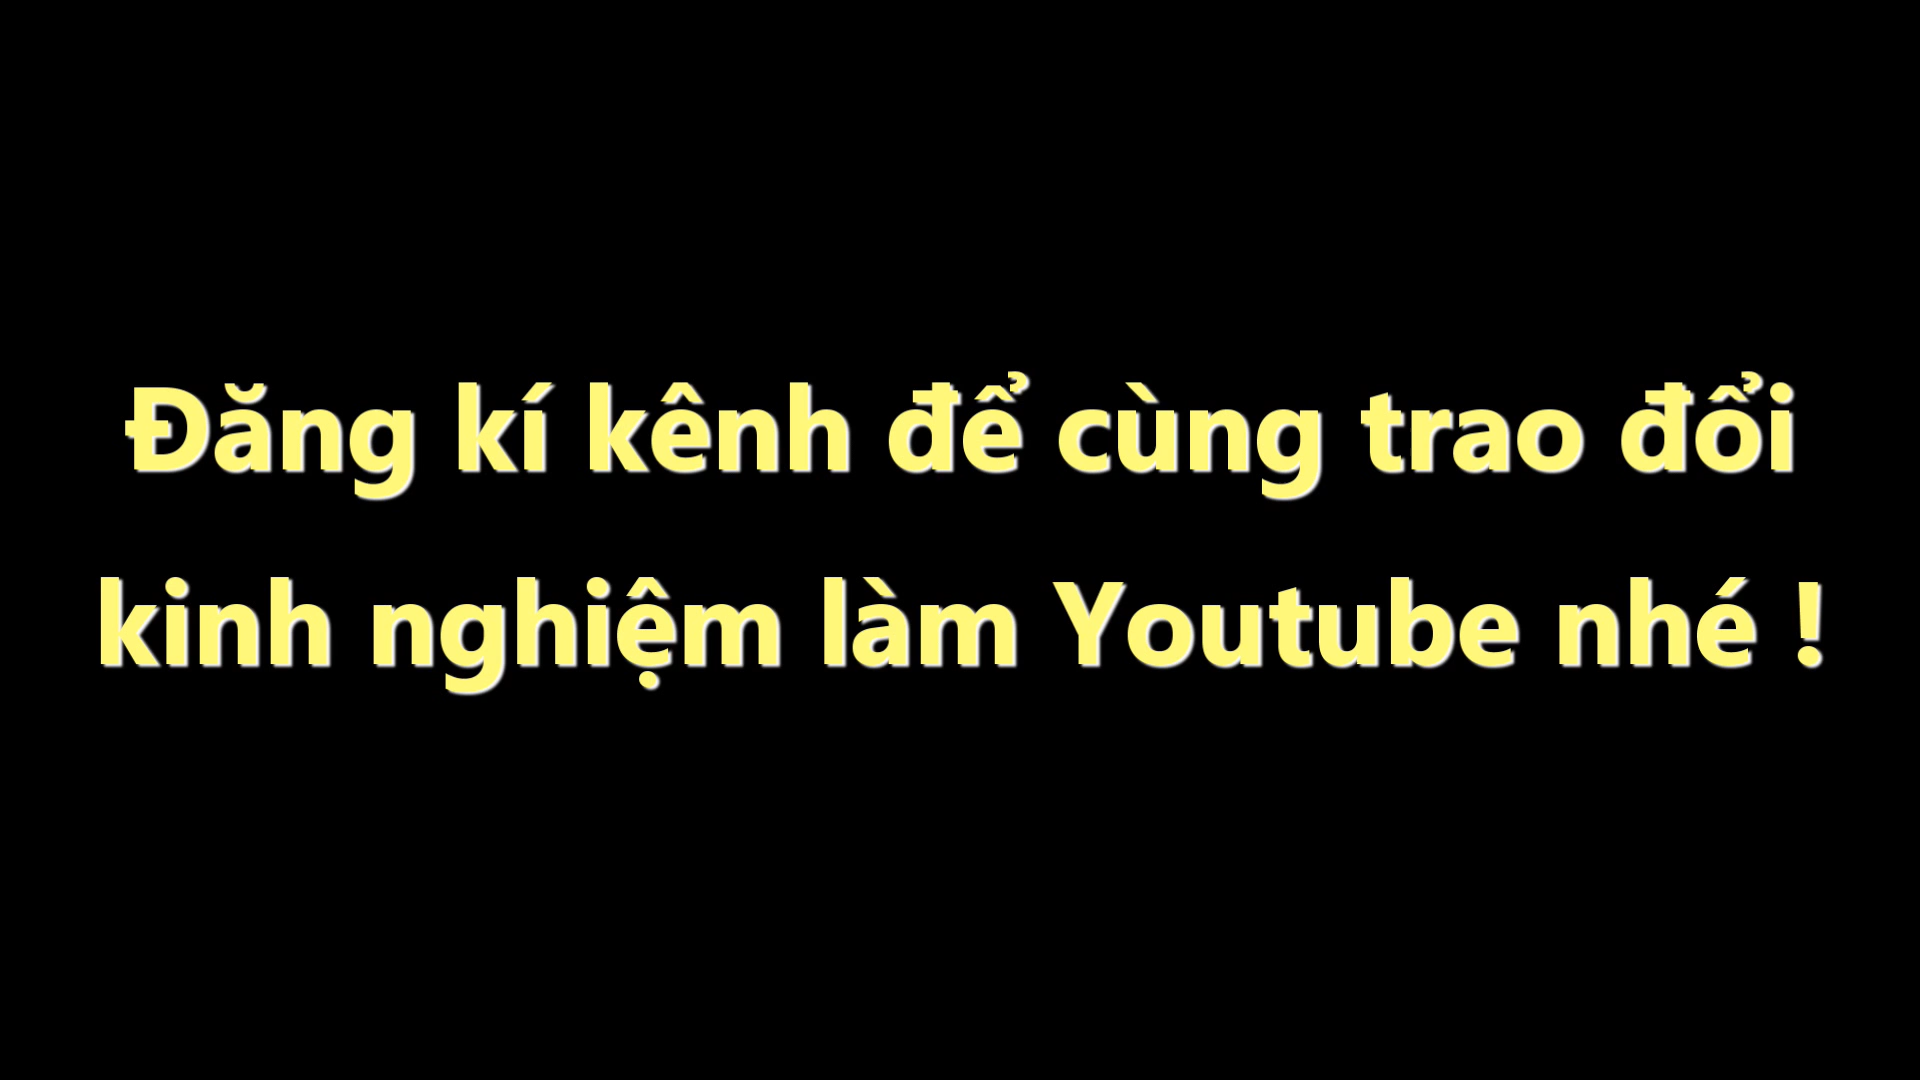 Đăng kí kênh để cùng trao đổi
kinh nghiệm làm Youtube nhé !